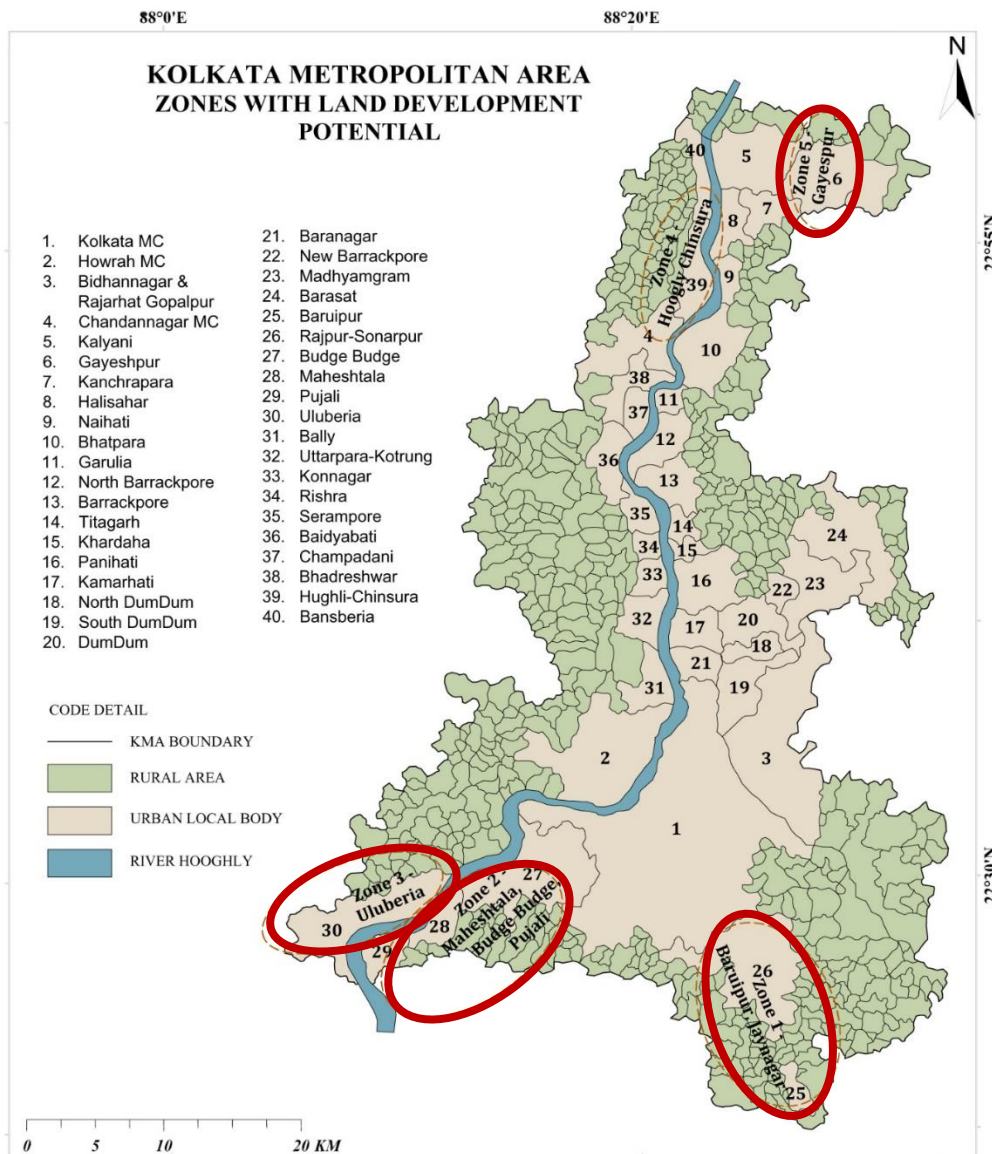 88°0'E
88°20'E
N
KOLKATA METROPOLITAN AREA
ZONES WITH LAND DEVELOPMENT
POTENTIAL
1. Kolkata MC
2. Howrah MC
3. Bidhannagar &
Rajarhat Gopalpur
4. Chandannagar MC
5. Kalyani
6. Gayeshpur
7. Kanchrapara
8. Halisahar
9. Naihati
10. Bhatpara
11. Garulia
12. North Barrackpore
13. Barrackpore
14. Titagarh
15. Khardaha
16. Panihati
17. Kamarhati
18. North DumDum
19. South DumDum
20. DumDum
21. Baranagar
22. New Barrackpore
23. Madhyamgram
24. Barasat
25. Baruipur
26. Rajpur-Sonarpur
27. Budge Budge
28. Maheshtala
29. Pujali
30. Uluberia
31. Bally
32. Uttarpara-Kotrung
33. Konnagar
34. Rishra
35. Serampore
36. Baidyabati
37. Champadani
38. Bhadreshwar
39. Hughli-Chinsura
40. Bansberia
CODE DETAIL
KMA BOUNDARY
RURAL AREA
URBAN LOCAL BODY
RIVER HOOGHLY
0 5 10 20 KM
40
5
Zone 5 -
Gayespur
6
7
8
Zone 4 -
Hoogly Chinsura
39
9
22°55'N
4
10
38
11
37
12
36
13
35
14
24
34
15
33
16
22
23
32
17
20
18
21
31
19
2
3
1
22°30'N
Zone 3 -
Uluberia
30
Zone 2 -
Maheshtala,
Budge Budge,
Pujali
27
28
29
26
Zone 1 -
Baruipur, Jaynagar
25